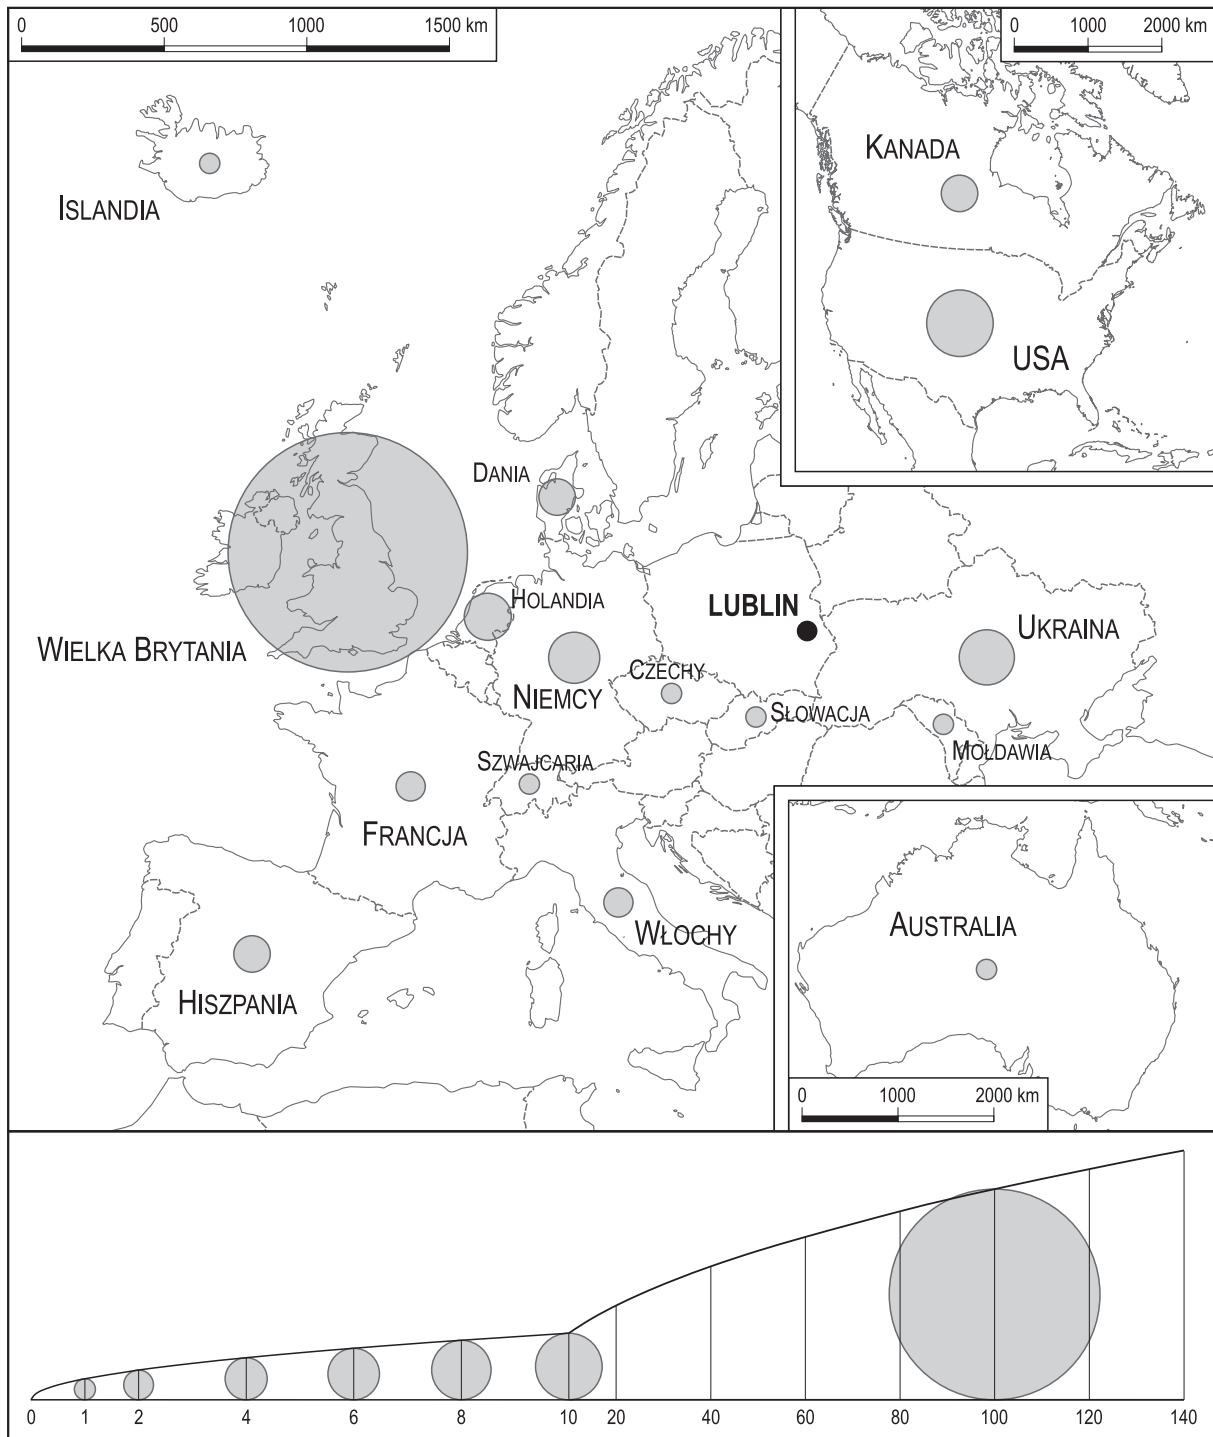 0 500 1000 1500 km
0 1000 2000 km
KANADA
ISLANDIA
USA
DANIA
HOLANDIA
LUBLIN
UKRAINA
WIELKA BRYTANIA
CZECHY
NIEMCY
SŁOWACJA
MOŁDAWIA
SZWAJCARIA
FRANCJA
AUSTRALIA
WŁOCHY
HISZPANIA
0 1000 2000 km
0 1 2 4 6 8 10 20 40 60 80 100 120 140